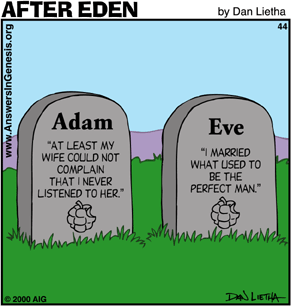 AFTER EDEN
by Dan Lietha
44
www.AnswersInGenesis.org
Adam
"AT LEAST MY
WIFE COULD NOT
COMPLAIN
THAT I NEVER
LISTENED TO HER."
Eve
"I MARRIED
WHAT USED TO
BE THE
PERFECT MAN."
© 2000 AIG
DAN LIETHA